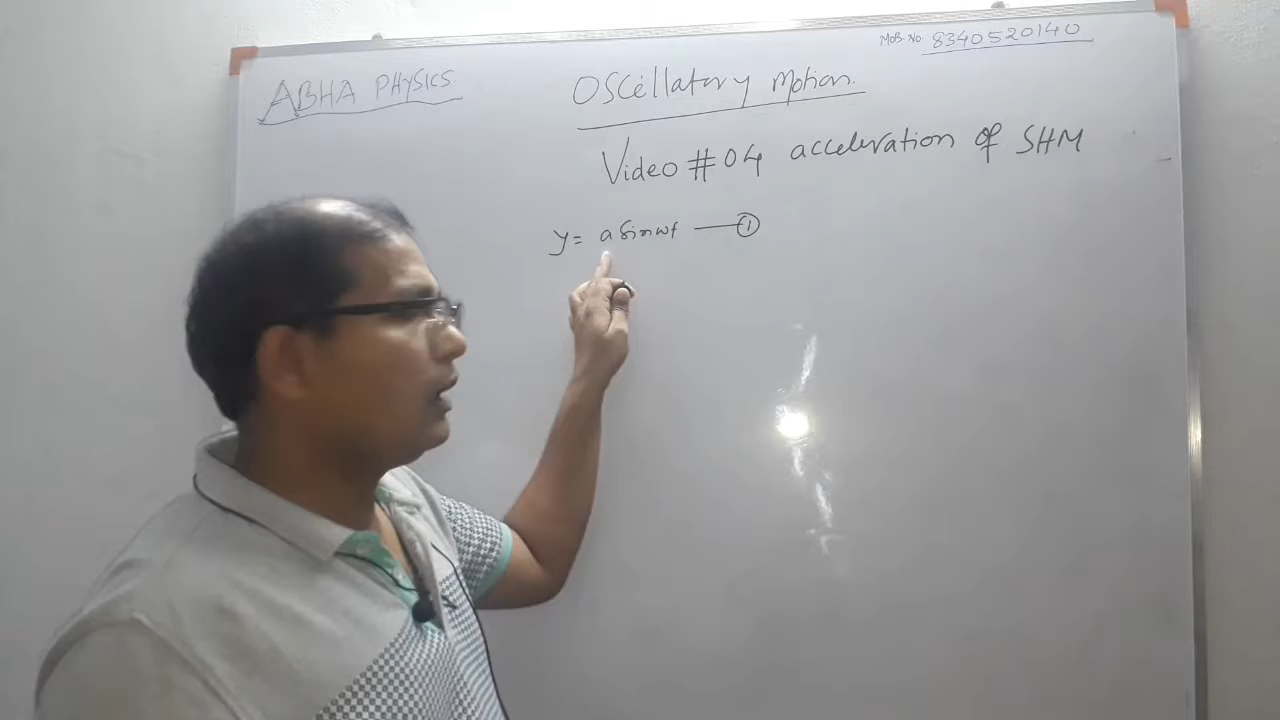 MOB. NO 8340520140
ABHA PHYSICS.
Oscillatory Motion.
Video #04 acceleration of SHM
y = a sinωt —①